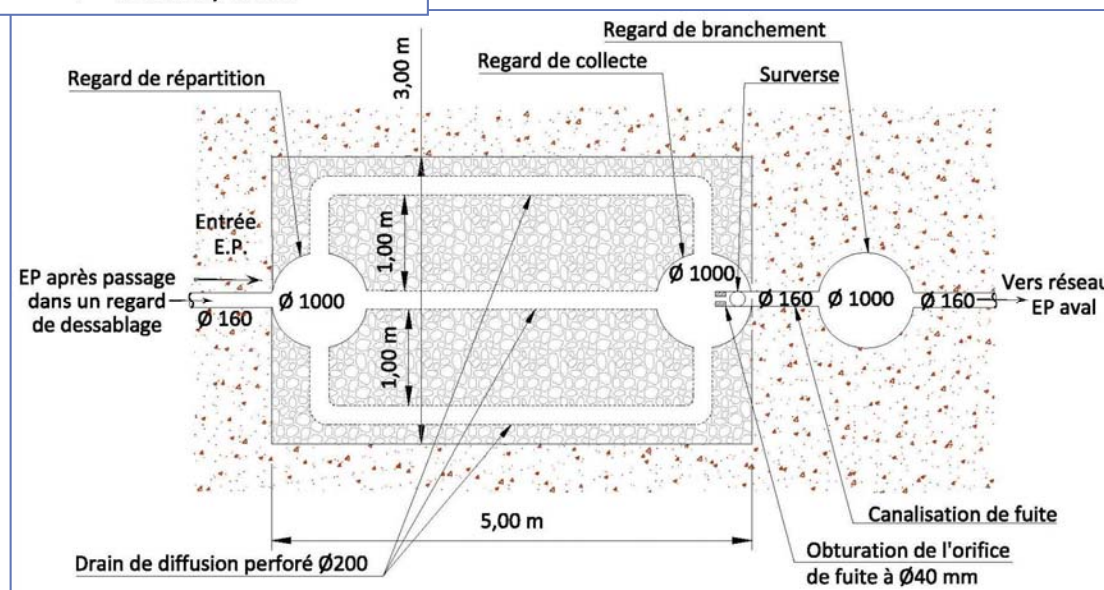 Regard de branchement
Regard de répartition
Regard de collecte
Surverse
3,00 m
Entrée
E.P.
1,00 m
EP après passage
dans un regard
de dessablage
Ø 160
Ø 1000
Ø 1000
Ø 160
Ø 1000
Ø 160
Vers réseau
EP aval
1,00 m
5,00 m
Canalisation de fuite
Drain de diffusion perforé Ø200
Obturation de l'orifice
de fuite à Ø40 mm